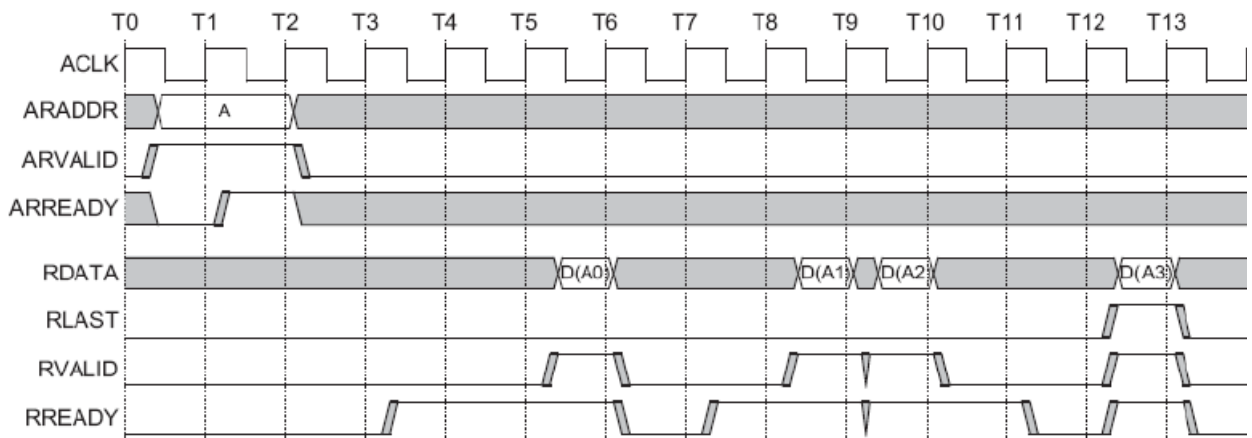 T0 T1 T2 T3 T4 T5 T6 T7 T8 T9 T10 T11 T12 T13
ACLK
ARADDR A
ARVALID
ARREADY
RDATA D(A0) D(A1) D(A2) D(A3)
RLAST
RVALID
RREADY